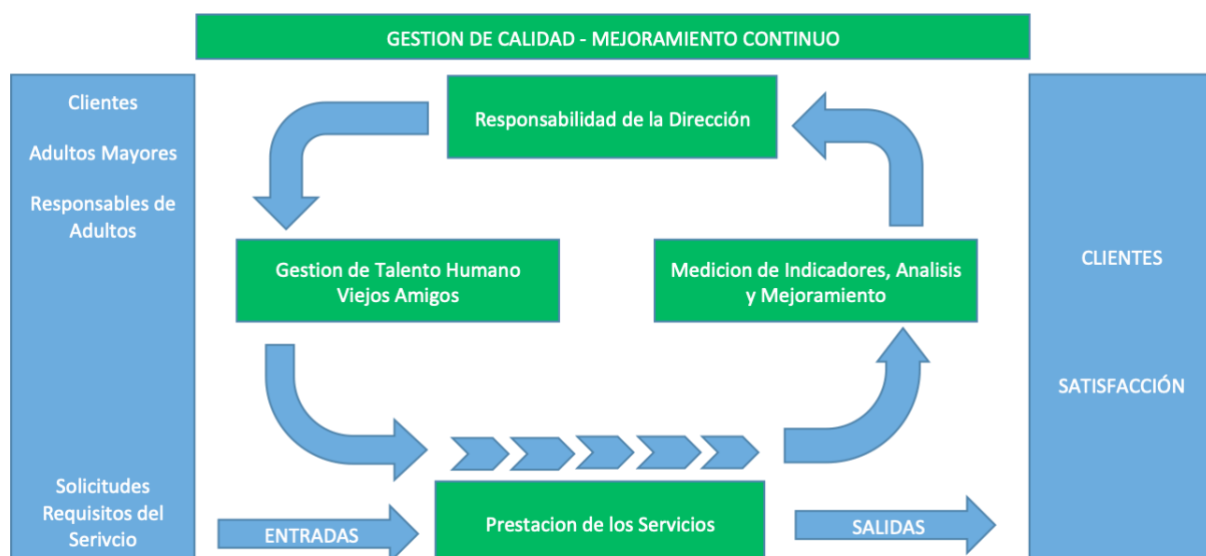 GESTION DE CALIDAD - MEJORAMIENTO CONTINUO
Clientes
Adultos Mayores
Responsables de
Adultos
Solicitudes
Requisitos del
Serivcio
Responsabilidad de la Dirección
Gestion de Talento Humano
Viejos Amigos
Medicion de Indicadores, Analisis
y Mejoramiento
ENTRADAS
Prestacion de los Servicios
SALIDAS
CLIENTES
SATISFACCIÓN